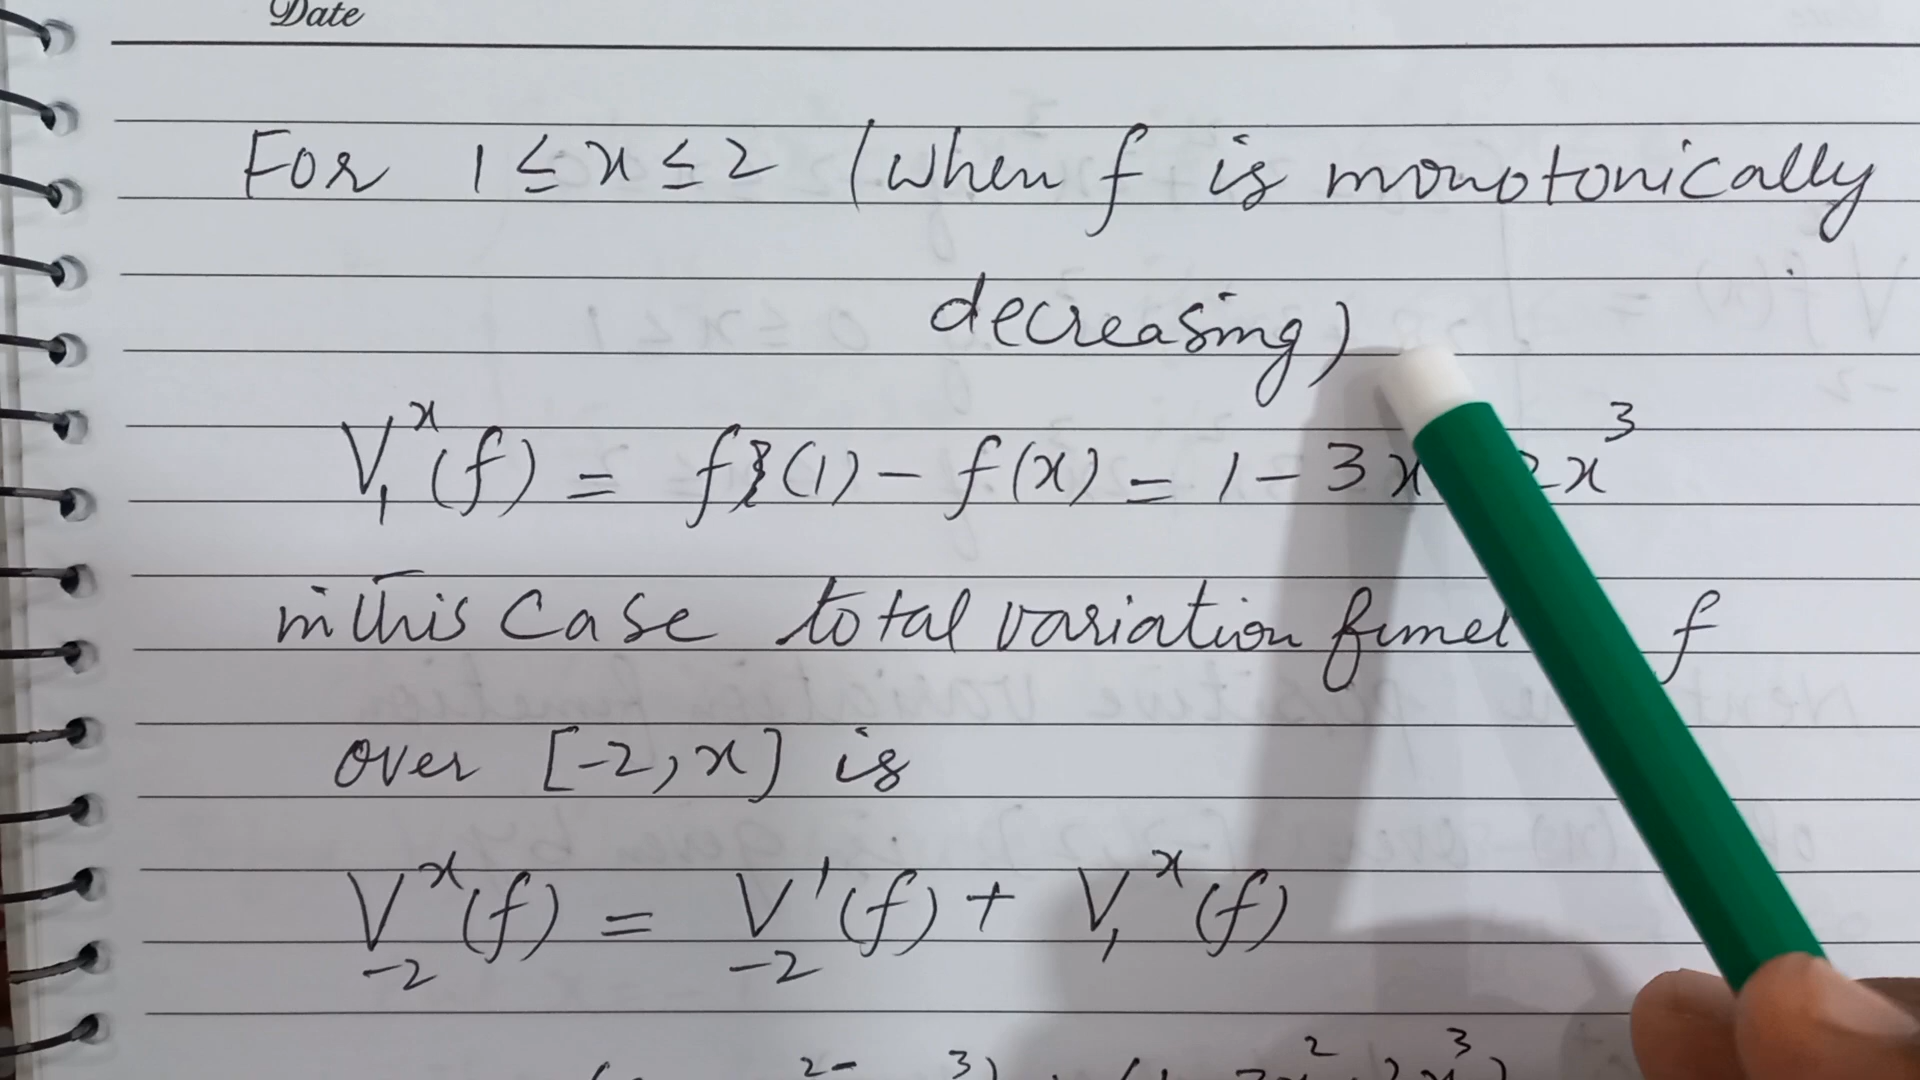 Date
For 1 ≤ x ≤ 2 (when f is monotonically
decreasing)
V₁ˣ(f) = f(1) - f(x) = 1 - 3x 2x³
in this Case total variation f
over [-2, x] is
V₋₂ˣ(f) = V₋₂¹(f) + V₁ˣ(f)